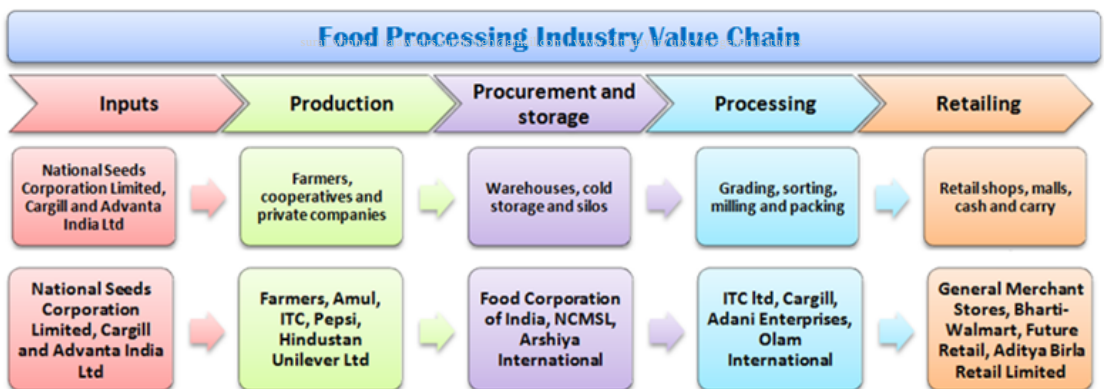 Food Processing Industry Value Chain
Inputs
Production
Procurement and
storage
Processing
Retailing
National Seeds
Corporation Limited,
Cargill and Advanta
India Ltd
Farmers,
cooperatives and
private companies
Warehouses, cold
storage and silos
Grading, sorting,
milling and packing
Retail shops, malls,
cash and carry
National Seeds
Corporation
Limited, Cargill
and Advanta India
Ltd
Farmers, Amul,
ITC, Pepsi,
Hindustan
Unilever Ltd
Food Corporation
of India, NCMSL,
Arshiya
International
ITC ltd, Cargill,
Adani Enterprises,
Olam
International
General Merchant
Stores, Bharti-
Walmart, Future
Retail, Aditya Birla
Retail Limited